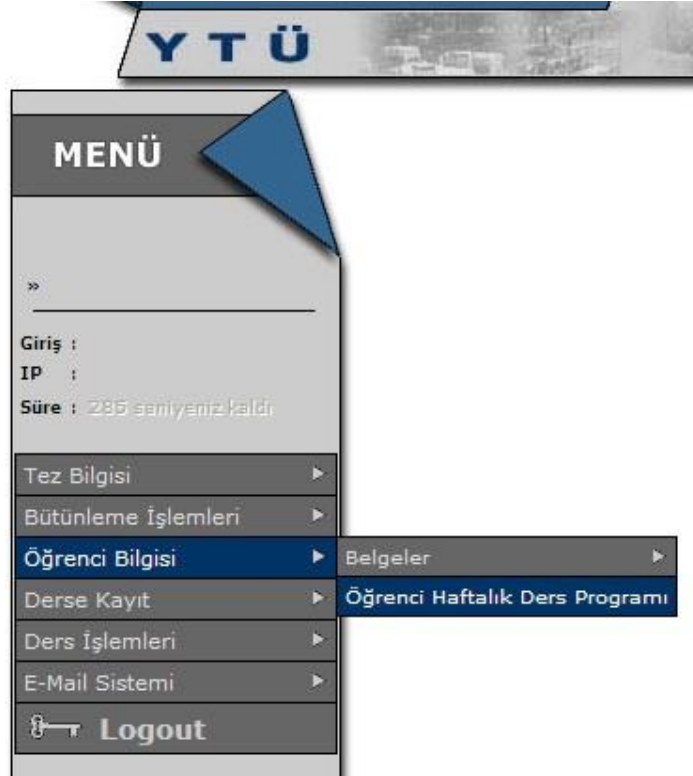 YTÜ
MENÜ
»
Giriş :
IP :
Süre : 285 saniyeniz kaldı
Tez Bilgisi
Bütünleme İşlemleri
Öğrenci Bilgisi
Belgeler
Derse Kayıt
Öğrenci Haftalık Ders Programı
Ders İşlemleri
E-Mail Sistemi
Logout